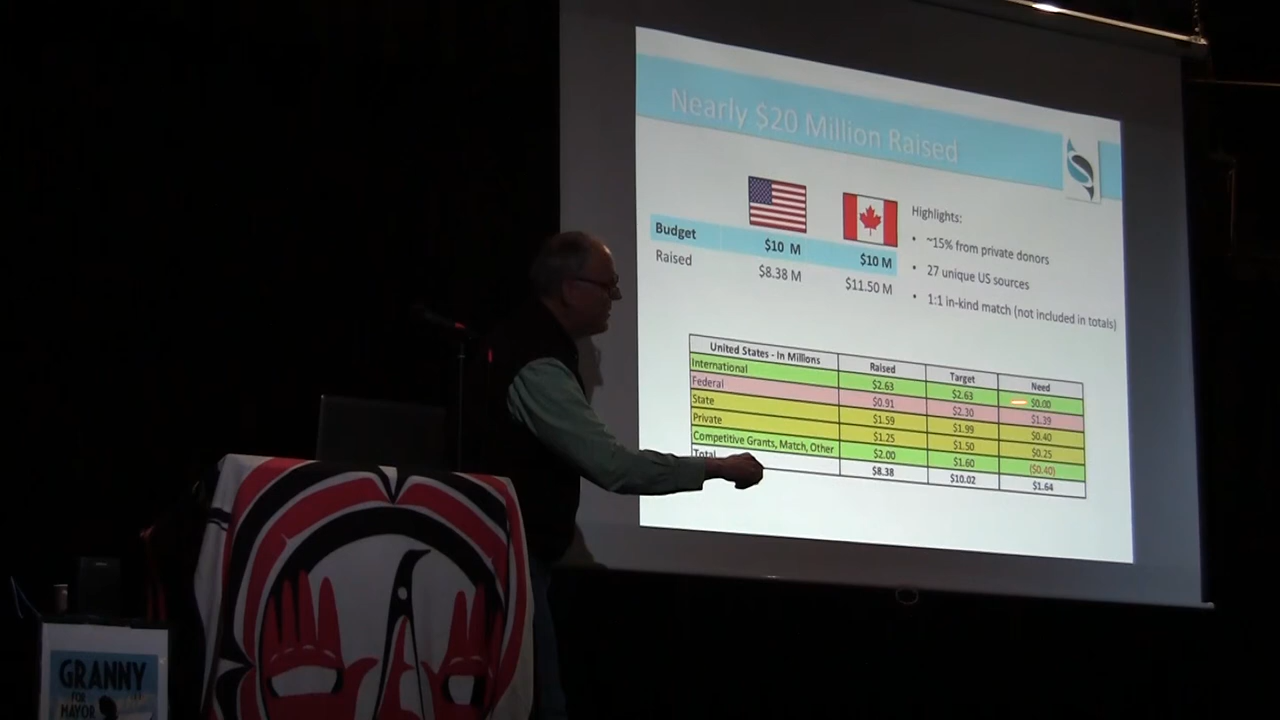 Nearly $20 Million Raised
Budget $10 M $10 M
Raised $8.38 M $11.50 M
Highlights:
• ~15% from private donors
• 27 unique US sources
• 1:1 in-kind match (not included in totals)
United States - In Millions Raised Target Need
International $2.63 $2.63 $0.00
Federal $0.91 $2.30 $1.39
State $1.59 $1.99 $0.40
Private $1.25 $1.50 $0.25
Competitive Grants, Match, Other $2.00 $1.60 ($0.40)
Total $8.38 $10.02 $1.64
GRANNY
FOR
MAYOR